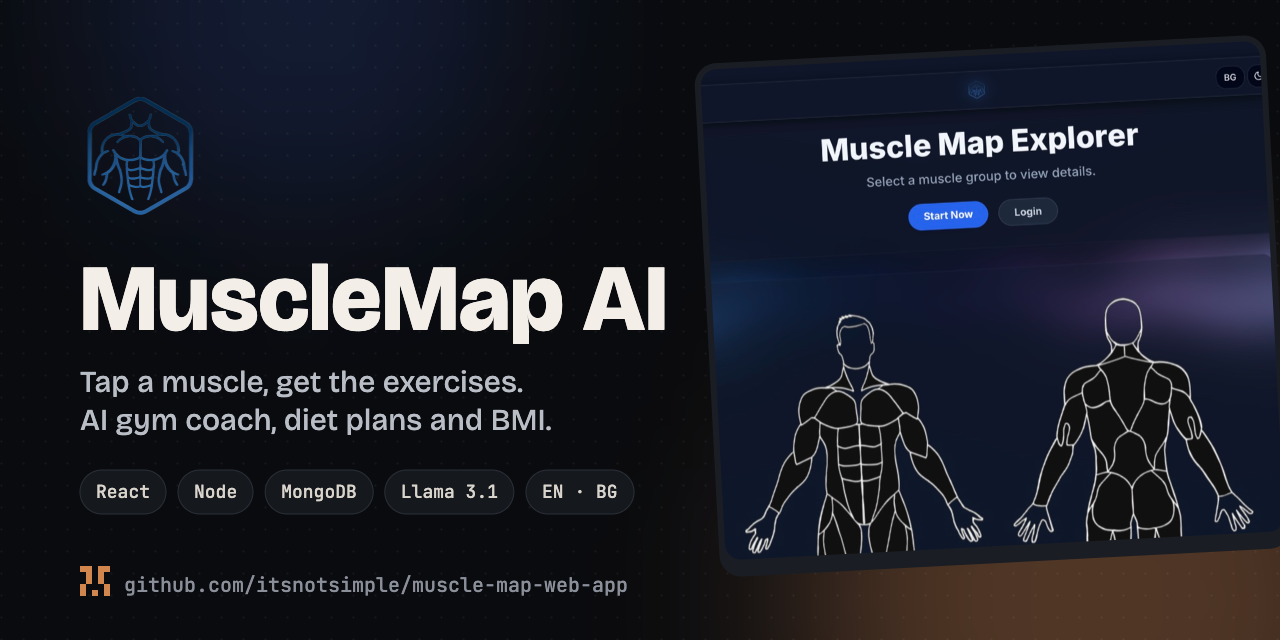 MuscleMap AI
Tap a muscle, get the exercises.
AI gym coach, diet plans and BMI.
React Node MongoDB Llama 3.1 EN · BG
github.com/itsnotsimple/muscle-map-web-app
BG
Muscle Map Explorer
Select a muscle group to view details.
Start Now Login